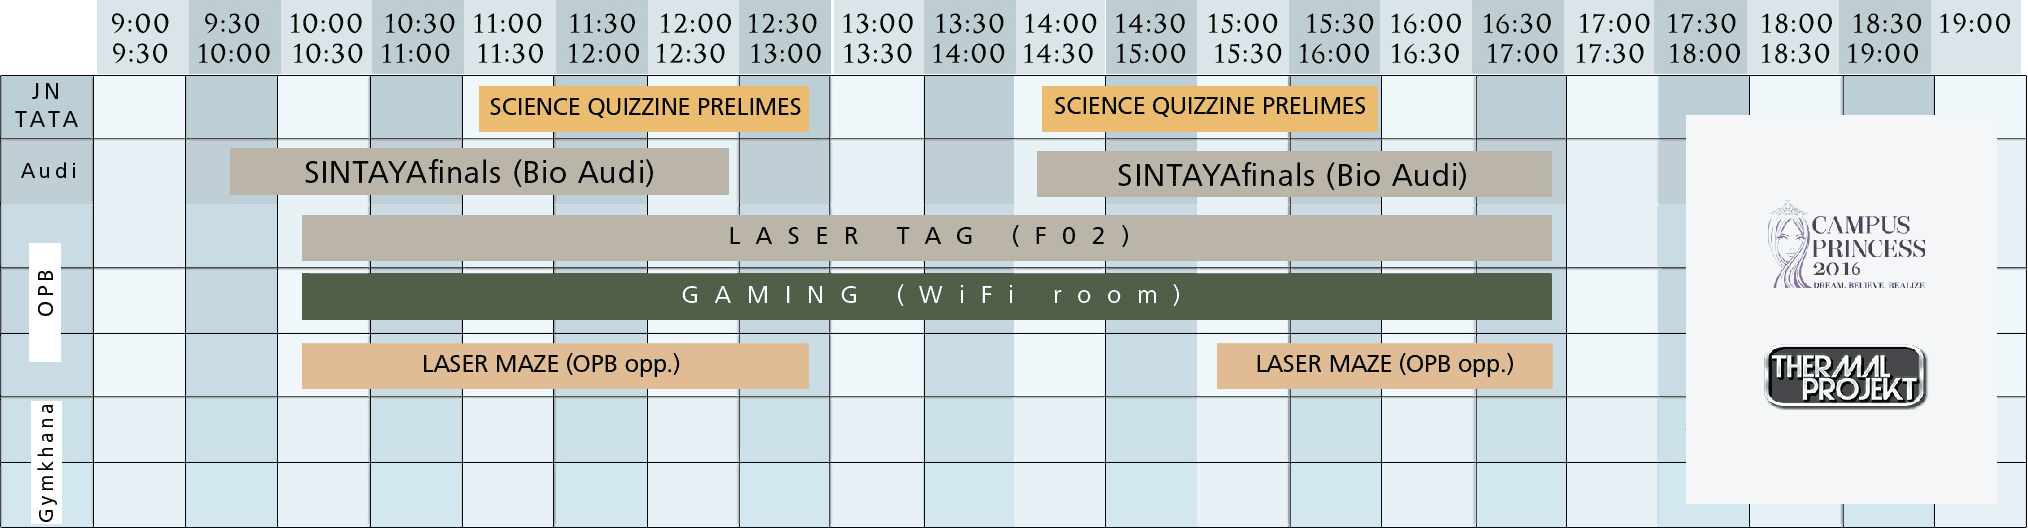 9:00 9:30 10:00 10:30 11:00 11:30 12:00 12:30 13:00 13:30 14:00 14:30 15:00 15:30 16:00 16:30 17:00 17:30 18:00 18:30 19:00
9:30 10:00 10:30 11:00 11:30 12:00 12:30 13:00 13:30 14:00 14:30 15:00 15:30 16:00 16:30 17:00 17:30 18:00 18:30 19:00
JN
TATA
SCIENCE QUIZZINE PRELIMES SCIENCE QUIZZINE PRELIMES
Audi
SINTAYAfinals (Bio Audi) SINTAYAfinals (Bio Audi)
OPB
LASER TAG (F02)
GAMING (WiFi room)
LASER MAZE (OPB opp.) LASER MAZE (OPB opp.)
Gymkhana
CAMPUS
PRINCESS
2016
DREAM. BELIEVE. REALIZE
THERMAL
PROJEKT